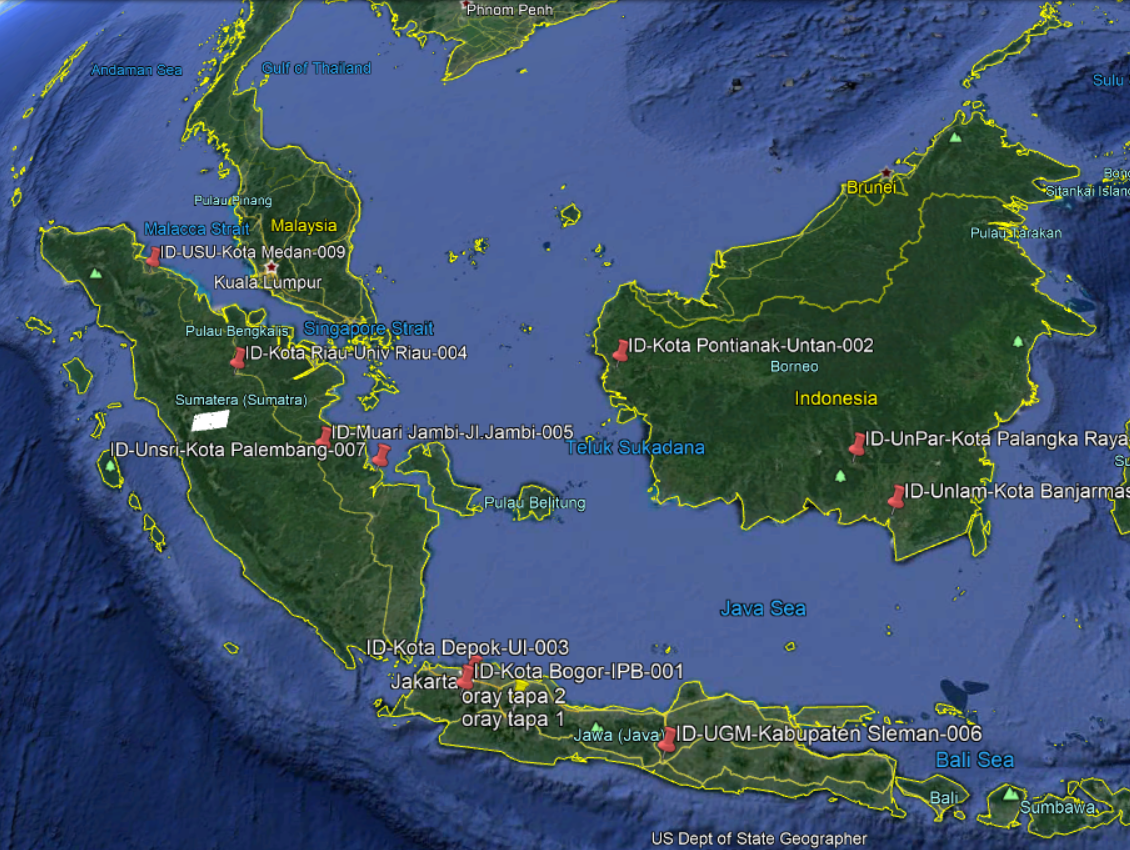 Phnom Penh
Andaman Sea
Gulf of Thailand
Sulu
Brunei
Sitankai Islan
Pulau Pinang
Malacca Strait
Malaysia
Pulau Tarakan
ID-USU-Kota Medan-009
Kuala Lumpur
Pulau Bengkalis
Singapore Strait
ID-Kota Riau-Univ Riau-004
ID-Kota Pontianak-Untan-002
Borneo
Sumatera (Sumatra)
Indonesia
ID-Muari Jambi-Jl.Jambi-005
ID-UnPar-Kota Palangka Raya
ID-Unsri-Kota Palembang-007
Teluk Sukadana
Su
ID-Unlam-Kota Banjarmas
Pulau Belitung
Java Sea
ID-Kota Depok-UI-003
ID-Kota Bogor-IPB-001
Jakarta
oray tapa 2
oray tapa 1
Jawa (Java)
ID-UGM-Kabupaten Sleman-006
Bali Sea
Bali
Sumbawa
US Dept of State Geographer